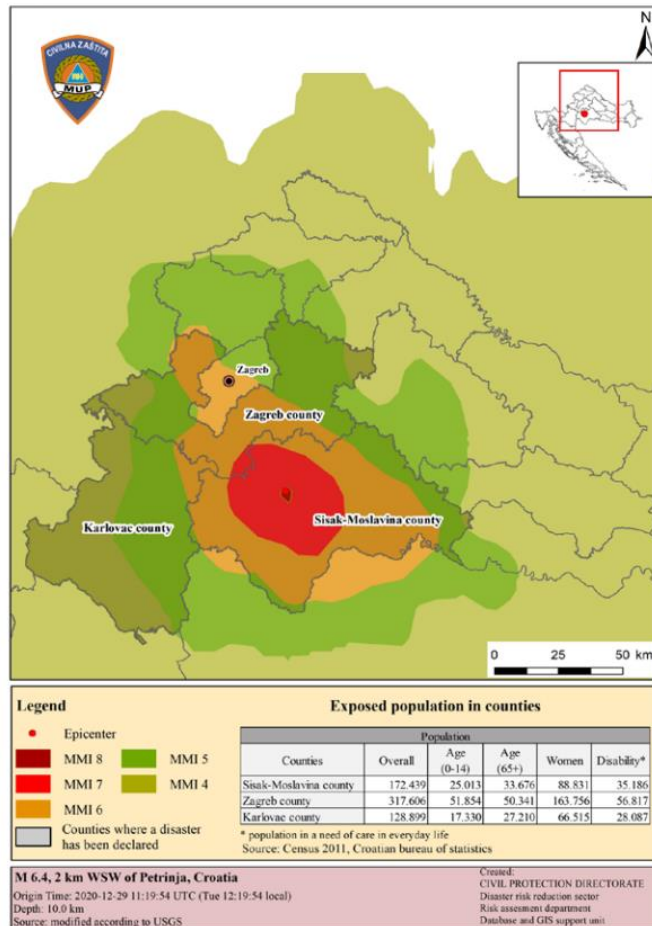 N
CIVILNA ZAŠTITA
MUP
Zagreb
Zagreb county
Karlovac county
Sisak-Moslavina county
0 25 50 km
Legend
Epicenter
MMI 8
MMI 5
MMI 7
MMI 4
MMI 6
Counties where a disaster
has been declared
Exposed population in counties
Population
Counties Overall Age (0-14) Age (65+) Women Disability*
Sisak-Moslavina county 172.439 25.013 33.676 88.831 35.186
Zagreb county 317.606 51.854 50.341 163.756 56.817
Karlovac county 128.899 17.330 27.210 66.515 28.087
* population in a need of care in everyday life
Source: Census 2011, Croatian bureau of statistics
M 6.4, 2 km WSW of Petrinja, Croatia
Origin Time: 2020-12-29 11:19:54 UTC (Tue 12:19:54 local)
Depth: 10.0 km
Source: modified according to USGS
Created:
CIVIL PROTECTION DIRECTORATE
Disaster risk reduction sector
Risk assesment department
Database and GIS support unit